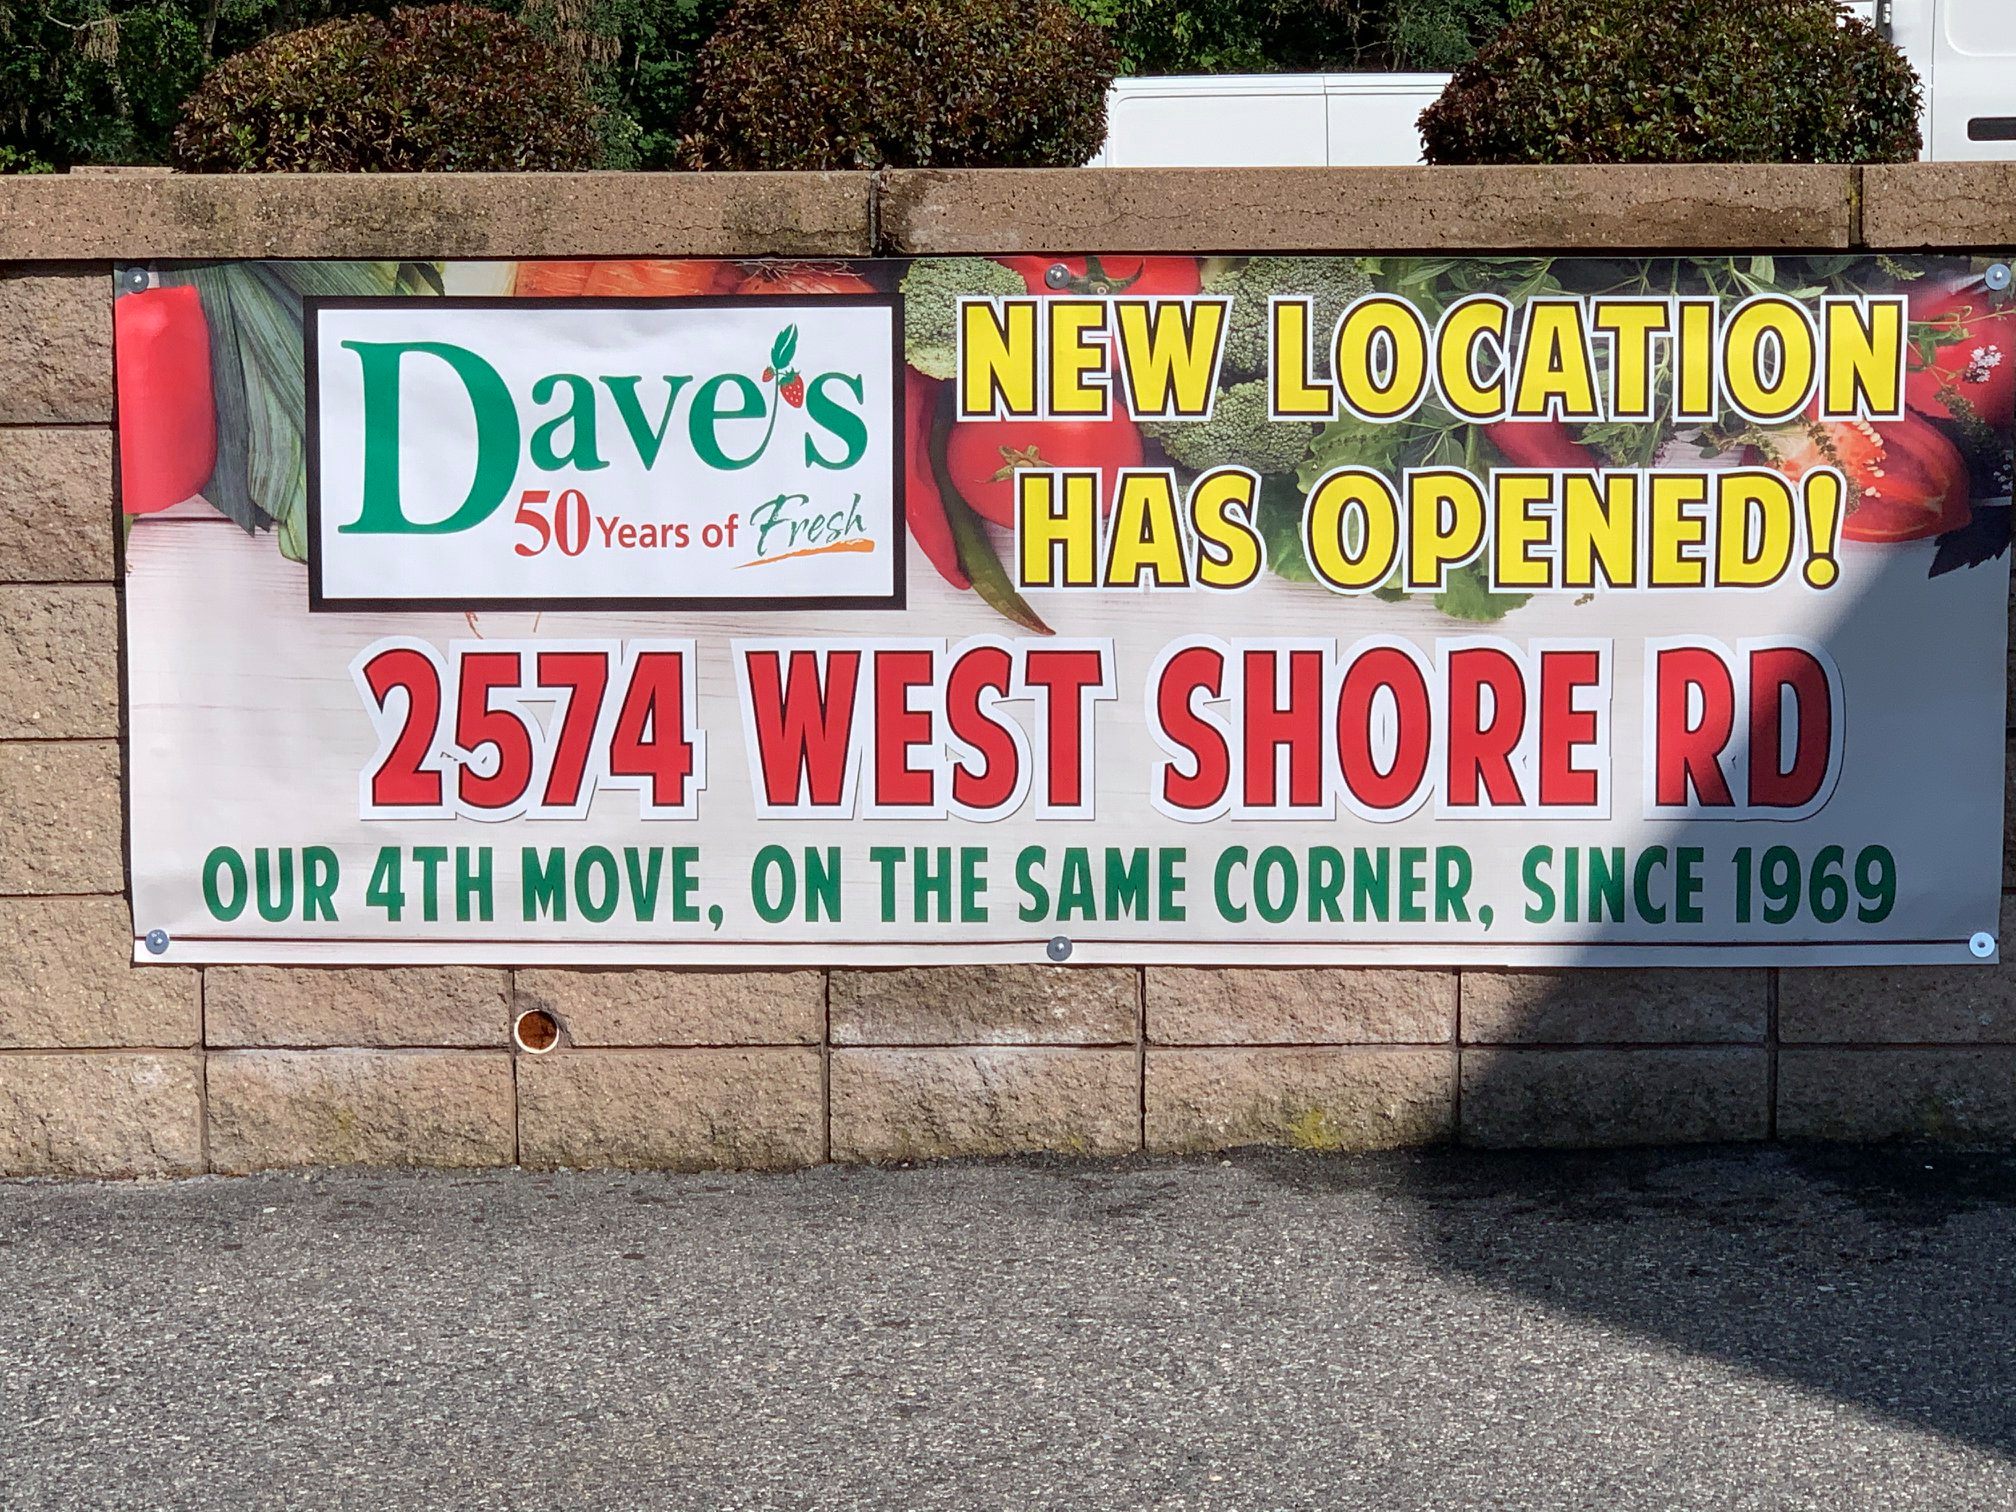 Dave's
50 Years of Fresh
NEW LOCATION
HAS OPENED!
2574 WEST SHORE RD
OUR 4TH MOVE, ON THE SAME CORNER, SINCE 1969